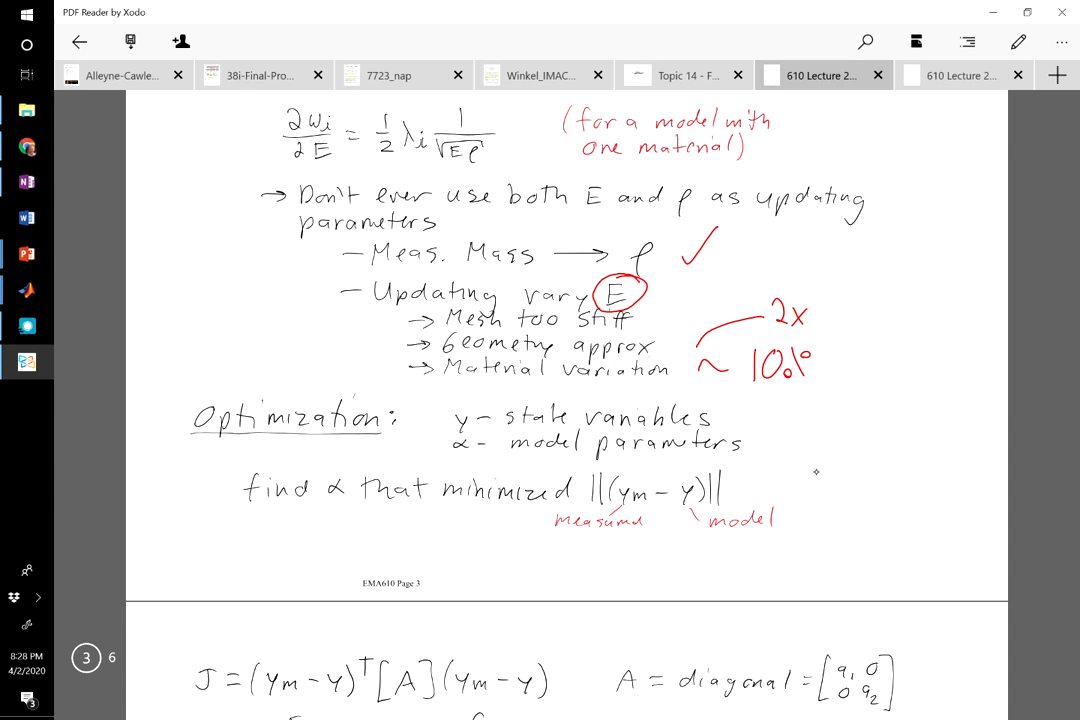 PDF Reader by Xodo
Alleyne-Cawle...
38i-Final-Pro...
7723_nap
Winkel_IMAC...
Topic 14 - F...
610 Lecture 2...
610 Lecture 2...
∂ωi/∂E = 1/2 λi 1/√Eρ (for a model with
one material)
→ Don't ever use both E and ρ as updating
parameters
- Meas. Mass → ρ ✓
- Updating vary E
→ Mesh too stiff
→ Geometry approx
→ Material variation ~ 10%
2x
Optimization: y - state variables
α - model parameters
find α that minimized ||(ym - y)||
measured model
EMA610 Page 3
J = (ym - y)ᵀ[A](ym - y) A = diagonal = [a1 0
0 a2]
3 6
8:28 PM
4/2/2020
3